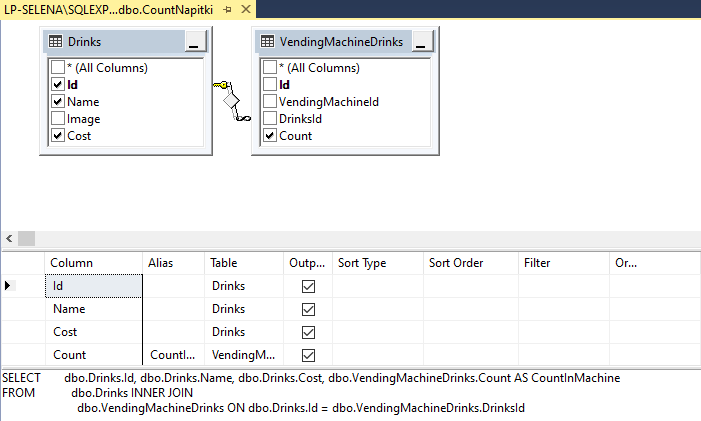 LP-SELENA\SQLEXP...dbo.CountNapitki
Drinks
* (All Columns)
Id
Name
Image
Cost
VendingMachineDrinks
* (All Columns)
Id
VendingMachineId
DrinksId
Count
Column Alias Table Outp... Sort Type Sort Order Filter Or...
Id Drinks
Name Drinks
Cost Drinks
Count CountI... VendingM...
SELECT dbo.Drinks.Id, dbo.Drinks.Name, dbo.Drinks.Cost, dbo.VendingMachineDrinks.Count AS CountInMachine
FROM dbo.Drinks INNER JOIN
dbo.VendingMachineDrinks ON dbo.Drinks.Id = dbo.VendingMachineDrinks.DrinksId